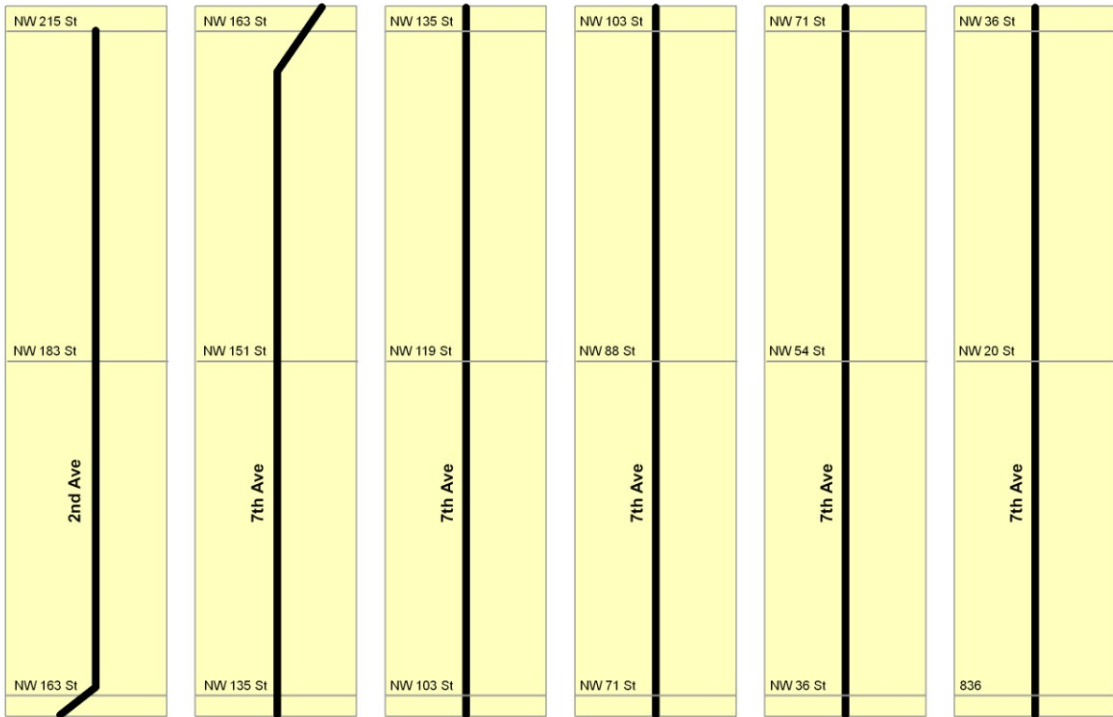 NW 215 St
NW 183 St
2nd Ave
NW 163 St
NW 163 St
NW 151 St
7th Ave
NW 135 St
NW 135 St
NW 119 St
7th Ave
NW 103 St
NW 103 St
NW 88 St
7th Ave
NW 71 St
NW 71 St
NW 54 St
7th Ave
NW 36 St
NW 36 St
NW 20 St
7th Ave
836